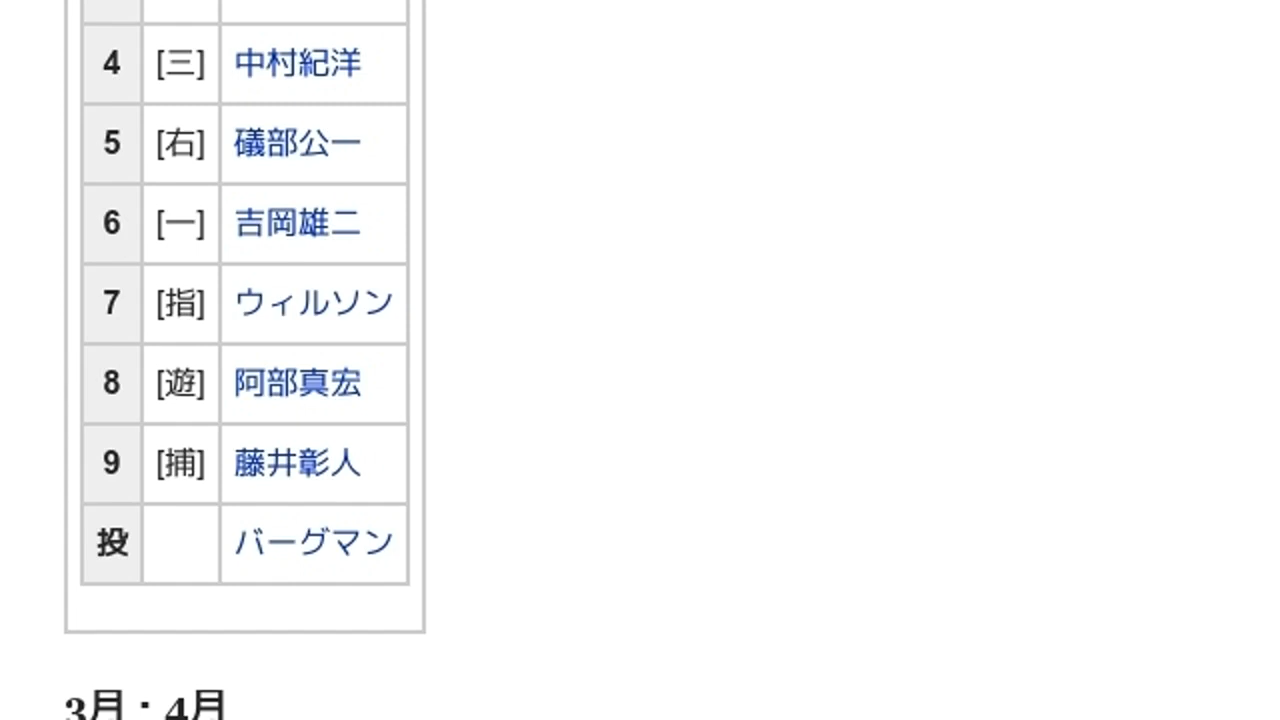 4 [三] 中村紀洋
5 [右] 礒部公一
6 [一] 吉岡雄二
7 [指] ウィルソン
8 [遊] 阿部真宏
9 [捕] 藤井彰人
投 バーグマン
3月・4月